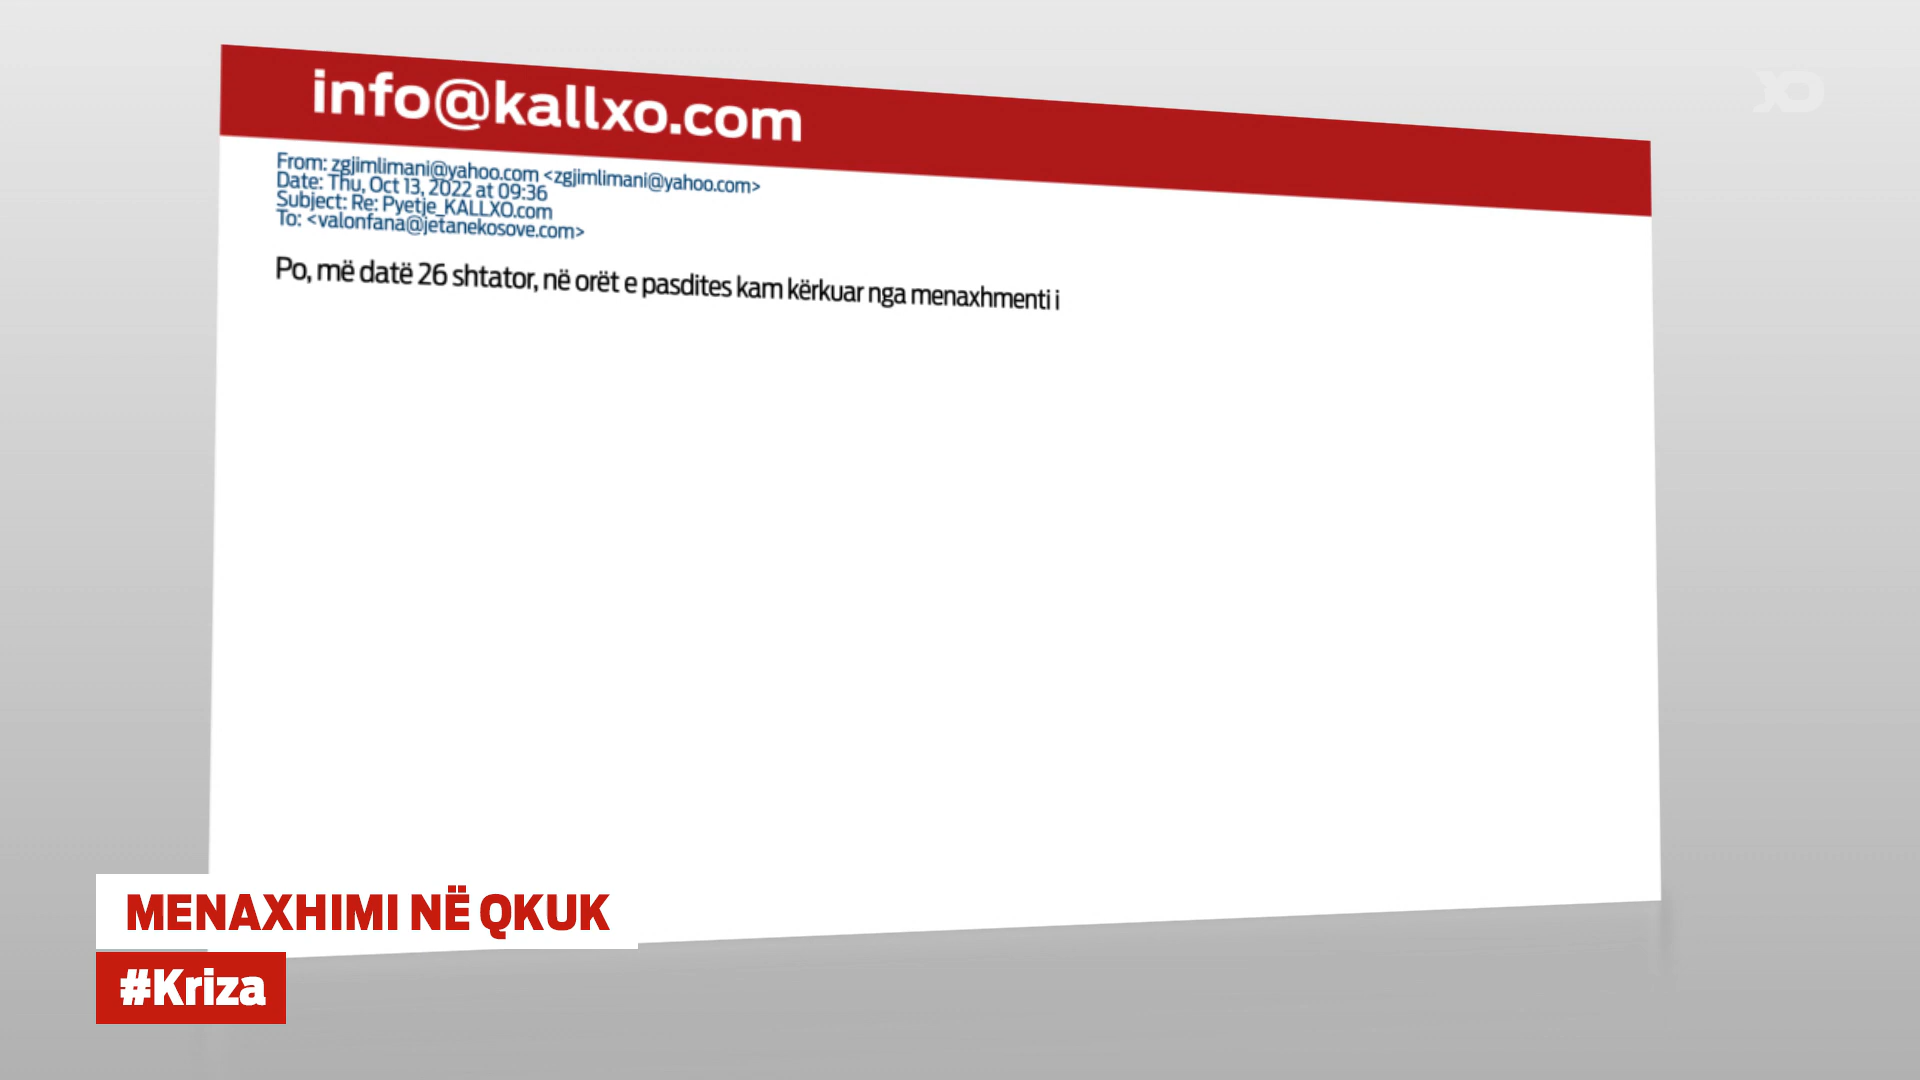 XO
info@kallxo.com
From: zgjimlimani@yahoo.com <zgjimlimani@yahoo.com>
Date: Thu, Oct 13, 2022 at 09:36
Subject: Re: Pyetje_KALLXO.com
To: <valonfana@jetanekosove.com>
Po, më datë 26 shtator, në orët e pasdites kam kërkuar nga menaxhmenti i
MENAXHIMI NË QKUK
#Kriza